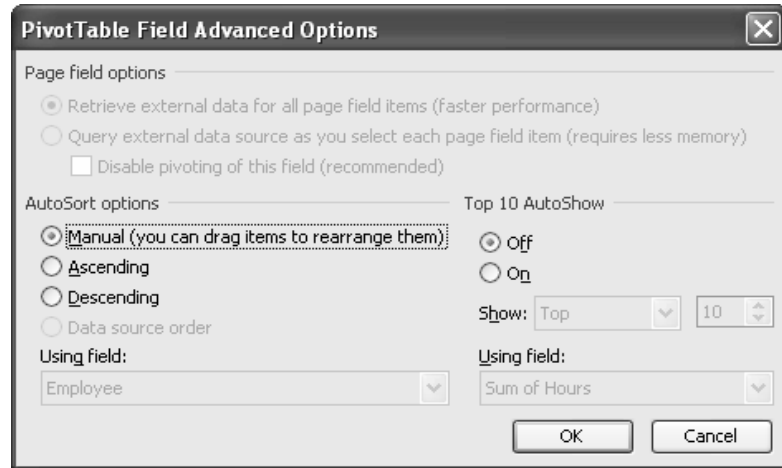 PivotTable Field Advanced Options
Page field options
Retrieve external data for all page field items (faster performance)
Query external data source as you select each page field item (requires less memory)
Disable pivoting of this field (recommended)
AutoSort options
Manual (you can drag items to rearrange them)
Ascending
Descending
Data source order
Using field:
Employee
Top 10 AutoShow
Off
On
Show: Top 10
Using field:
Sum of Hours
OK Cancel